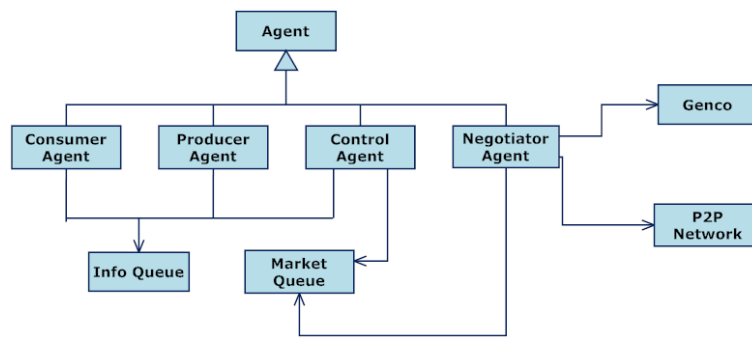 Agent
Genco
Consumer
Agent
Producer
Agent
Control
Agent
Negotiator
Agent
P2P
Network
Info Queue
Market
Queue